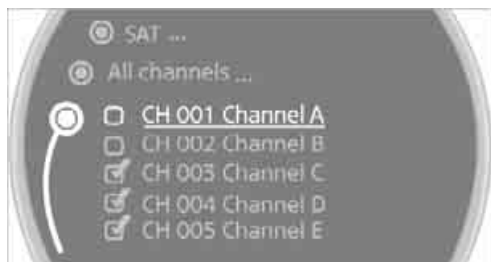 SAT ...
All channels ...
CH 001 Channel A
CH 002 Channel B
CH 003 Channel C
CH 004 Channel D
CH 005 Channel E